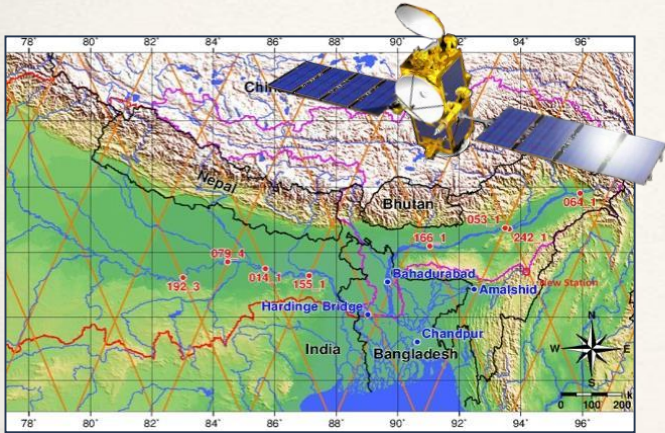 78° 80° 82° 84° 86° 88° 90° 92° 94° 96°
Nepal
Bhutan
064_1
053_1
166_1
242_1
079_4
014_1
155_1
192_3
Bahadurabad
New Station
Amalshid
Hardinge Bridge
Chandpur
India
Bangladesh
N
W E
S
0 100 200
78° 80° 82° 84° 86° 88° 90° 92° 94° 96°